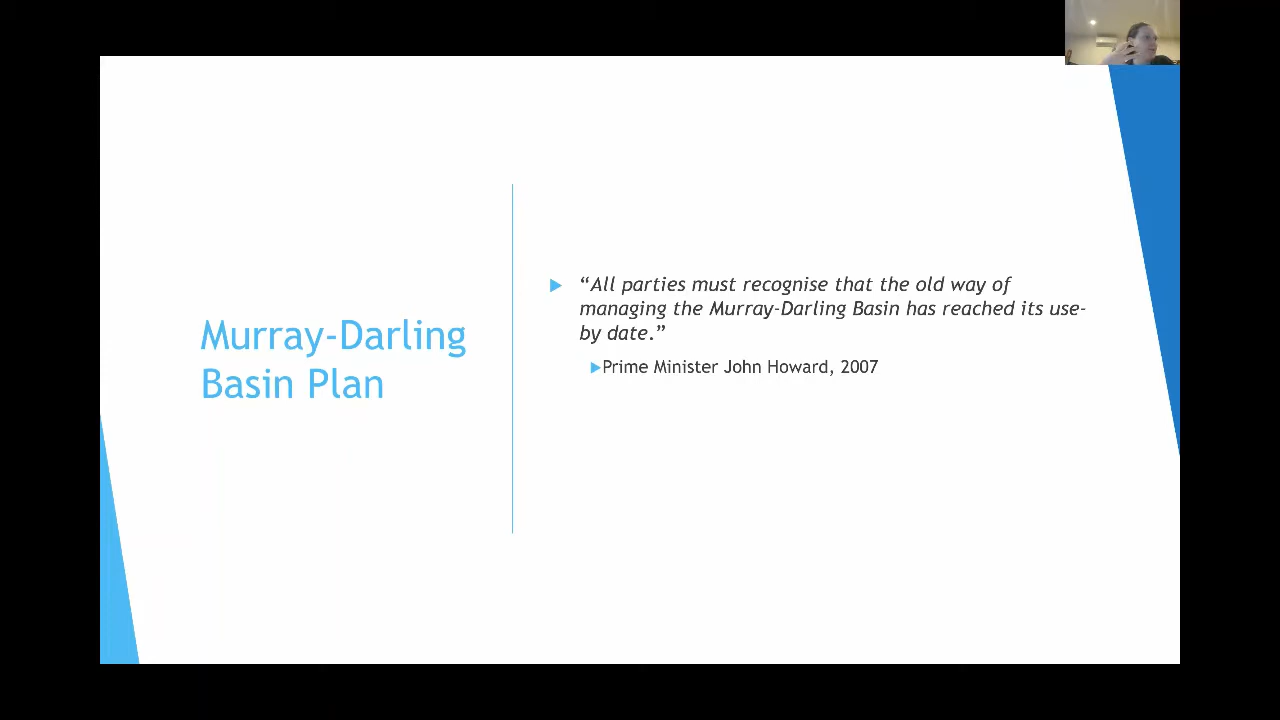 Murray-Darling
Basin Plan
“All parties must recognise that the old way of
managing the Murray-Darling Basin has reached its use-
by date.”
Prime Minister John Howard, 2007